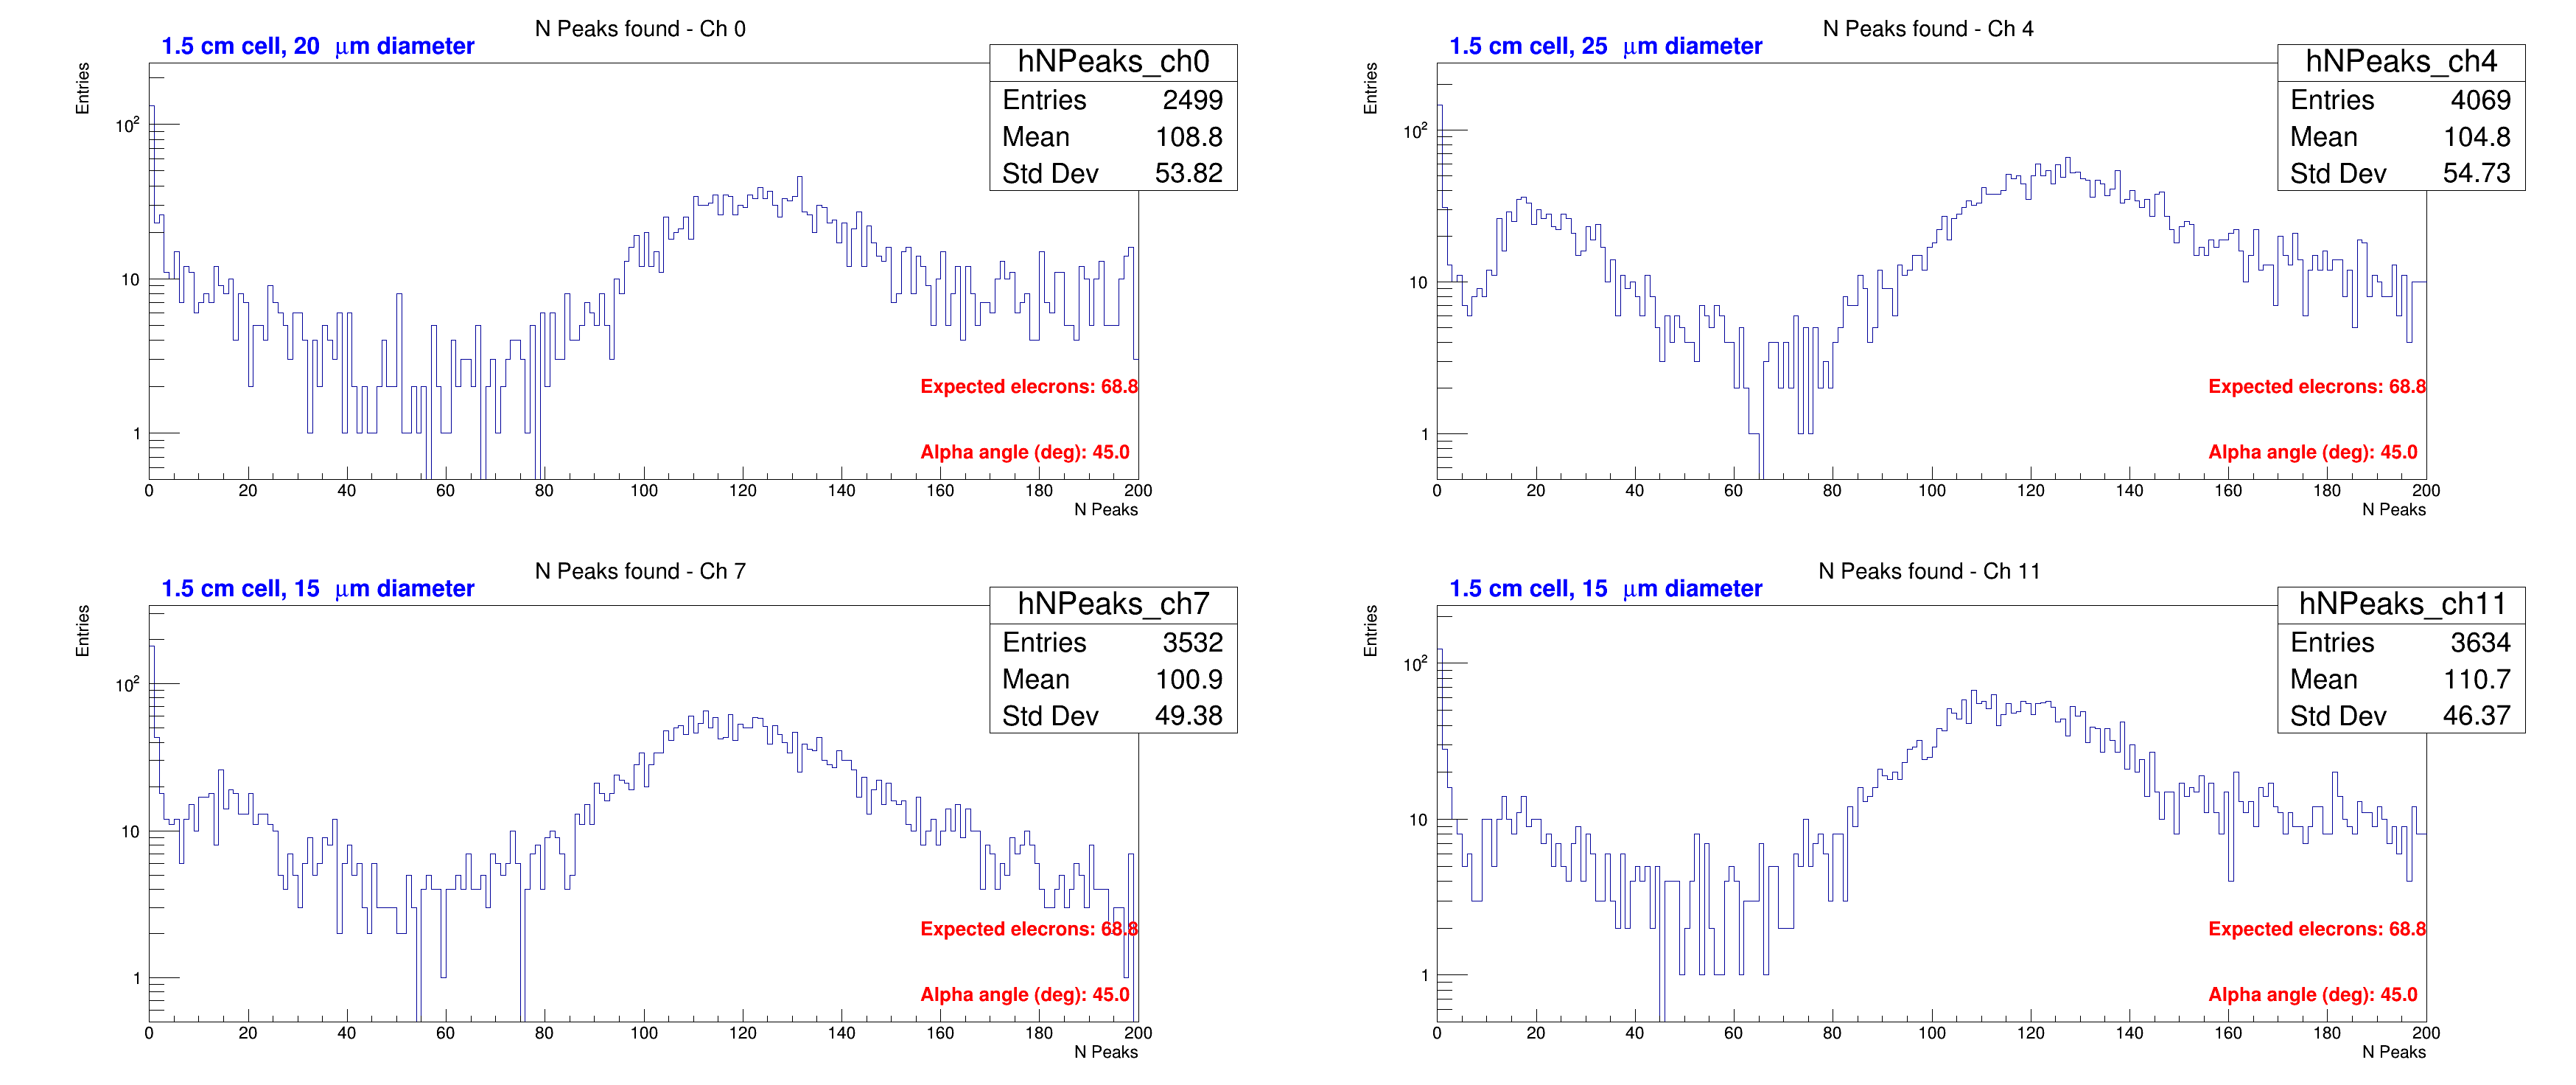 N Peaks found - Ch 0
1.5 cm cell, 20 μm diameter
hNPeaks_ch0
Entries 2499
Mean 108.8
Std Dev 53.82
Entries
10²
10
1
Expected elecrons: 68.8
Alpha angle (deg): 45.0
0 20 40 60 80 100 120 140 160 180 200
N Peaks
N Peaks found - Ch 4
1.5 cm cell, 25 μm diameter
hNPeaks_ch4
Entries 4069
Mean 104.8
Std Dev 54.73
Entries
10²
10
1
Expected elecrons: 68.8
Alpha angle (deg): 45.0
0 20 40 60 80 100 120 140 160 180 200
N Peaks
N Peaks found - Ch 7
1.5 cm cell, 15 μm diameter
hNPeaks_ch7
Entries 3532
Mean 100.9
Std Dev 49.38
Entries
10²
10
1
Expected elecrons: 68.8
Alpha angle (deg): 45.0
0 20 40 60 80 100 120 140 160 180 200
N Peaks
N Peaks found - Ch 11
1.5 cm cell, 15 μm diameter
hNPeaks_ch11
Entries 3634
Mean 110.7
Std Dev 46.37
Entries
10²
10
1
Expected elecrons: 68.8
Alpha angle (deg): 45.0
0 20 40 60 80 100 120 140 160 180 200
N Peaks